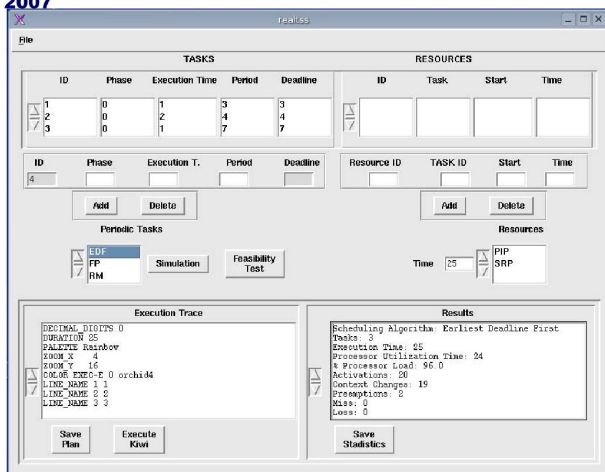 2007
realtss
File
TASKS
RESOURCES
ID Phase Execution Time Period Deadline
ID Task Start Time
1 0 1 3 3
2 0 2 4 4
3 0 1 7 7
ID Phase Execution T. Period Deadline
Resource ID TASK ID Start Time
4
Add Delete
Add Delete
Periodic Tasks
Resources
EDF
FP
RM
Simulation
Feasibility
Test
Time 25
PIP
SRP
Execution Trace
Results
DECIMAL_DIGITS 0
DURATION 25
PALETTE Rainbow
ZOOM_X 4
ZOOM_Y 16
COLOR EXEC-E 0 orchid4
LINE_NAME 1 1
LINE_NAME 2 2
LINE_NAME 3 3
Scheduling Algorithm: Earliest Deadline First
Tasks: 3
Execution Time: 25
Processor Utilization Time: 24
% Processor Load: 96.0
Activations: 20
Context Changes: 19
Preemptions: 2
Miss: 0
Loss: 0
Save
Plan
Execute
Kiwi
Save
Stadistics